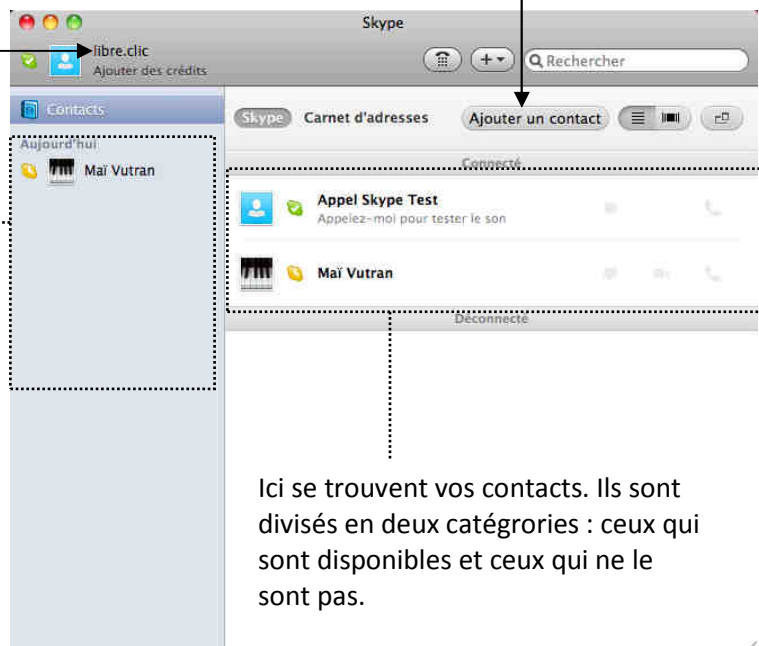 Skype
libre.clic
Ajouter des crédits
Rechercher
Contacts
Aujourd'hui
Maï Vutran
Skype Carnet d'adresses Ajouter un contact
Connecté
Appel Skype Test
Appelez-moi pour tester le son
Maï Vutran
Déconnecté
Ici se trouvent vos contacts. Ils sont
divisés en deux catégrories : ceux qui
sont disponibles et ceux qui ne le
sont pas.